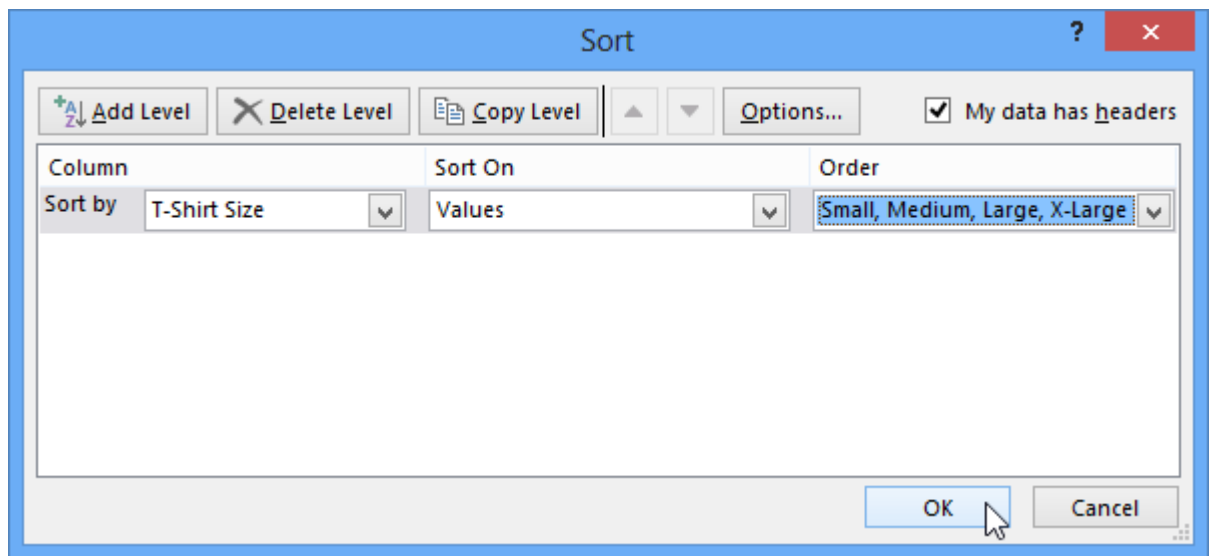 Sort ?
Add Level Delete Level Copy Level Options... My data has headers
Column Sort On Order
Sort by T-Shirt Size Values Small, Medium, Large, X-Large
OK Cancel